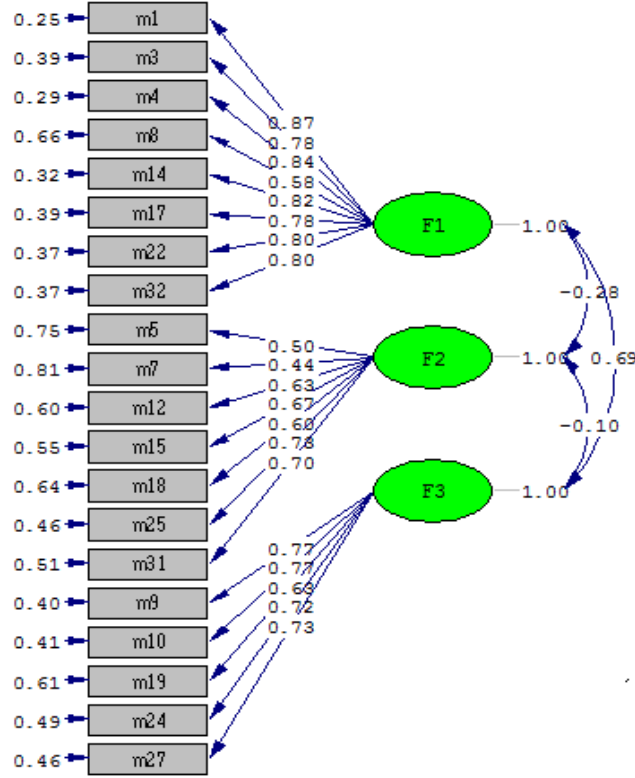 0.25 m1
0.39 m3
0.29 m4
0.66 m8
0.32 m14
0.39 m17
0.37 m22
0.37 m32
0.75 m5
0.81 m7
0.60 m12
0.55 m15
0.64 m18
0.46 m25
0.51 m31
0.40 m9
0.41 m10
0.61 m19
0.49 m24
0.46 m27
0.87
0.78
0.84
0.58
0.82
0.78
0.80
0.80
0.50
0.44
0.63
0.67
0.60
0.78
0.70
0.77
0.77
0.63
0.72
0.73
F1 1.00
F2 1.00
F3 1.00
-0.28
0.69
-0.10